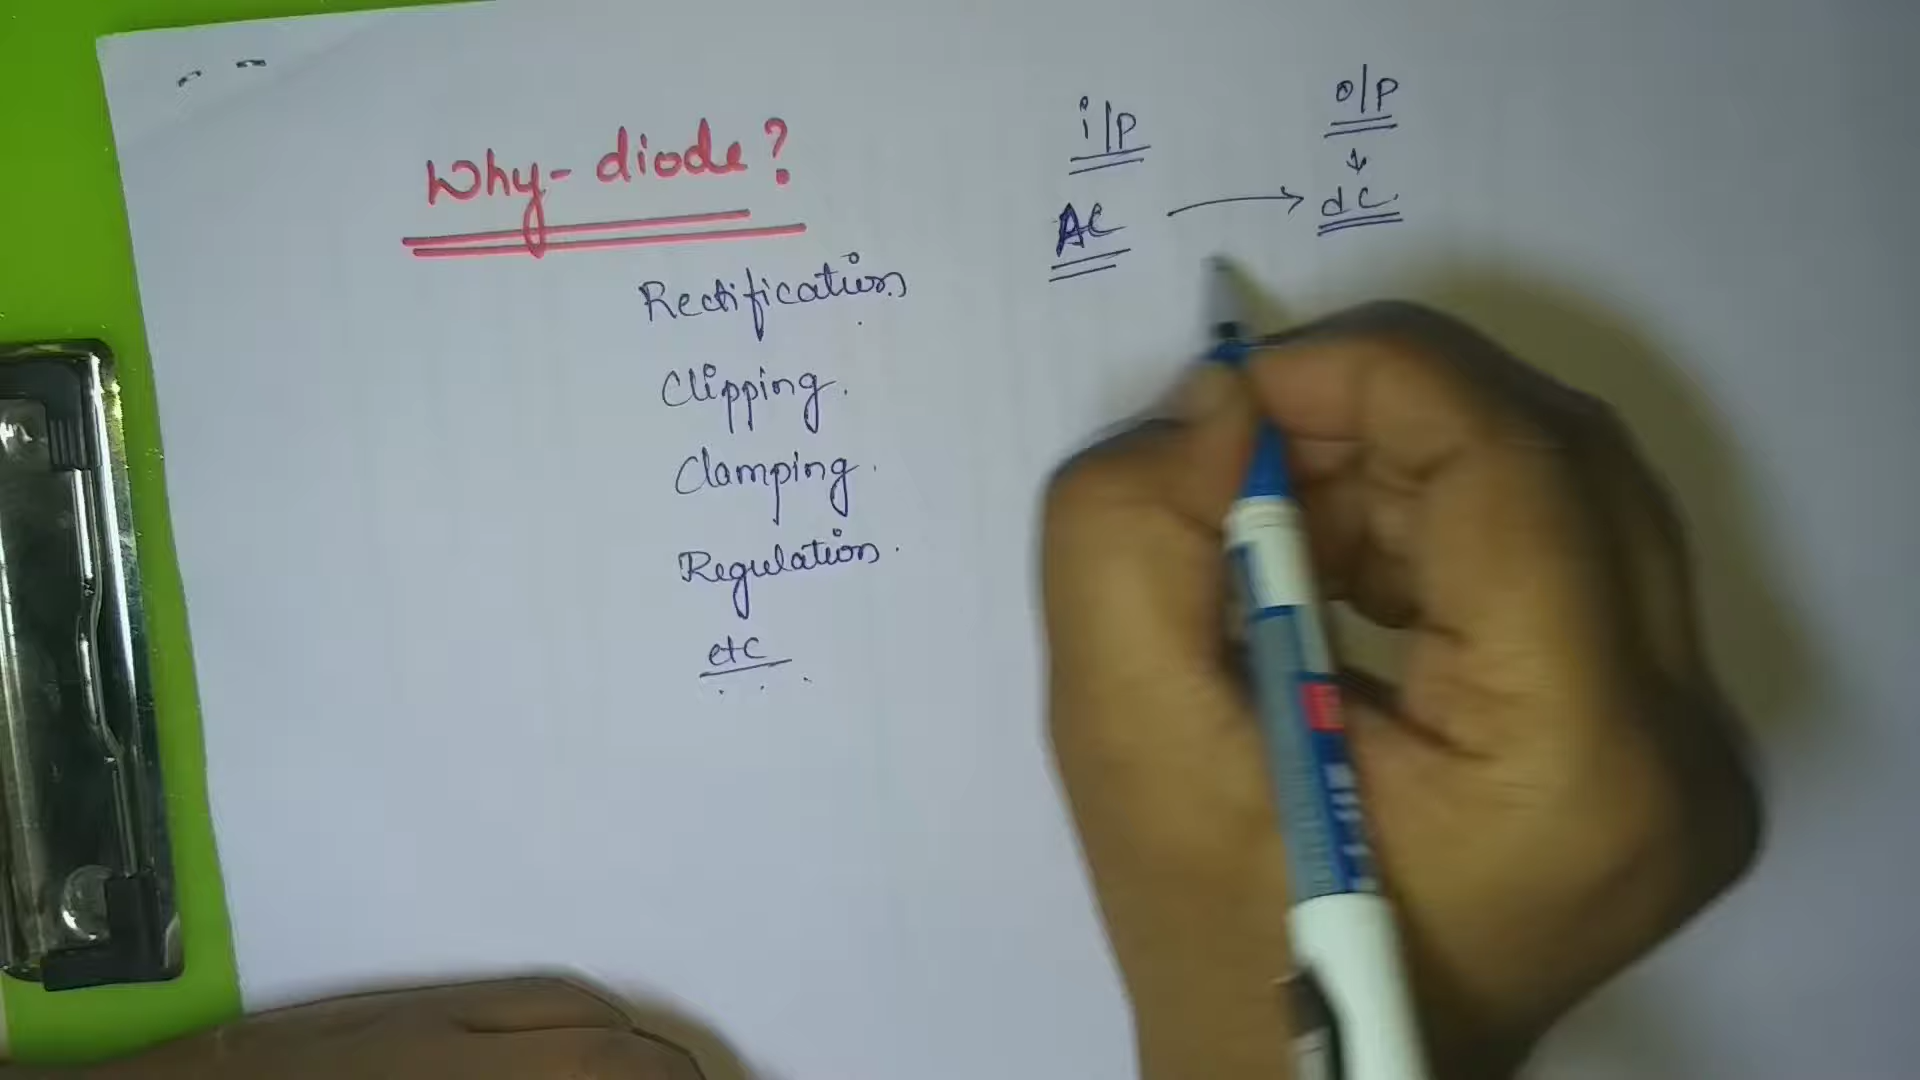 Why- diode?
Rectification
Clipping.
Clamping.
Regulation.
etc
...
i/p
AC
o/p
↓
dc
→